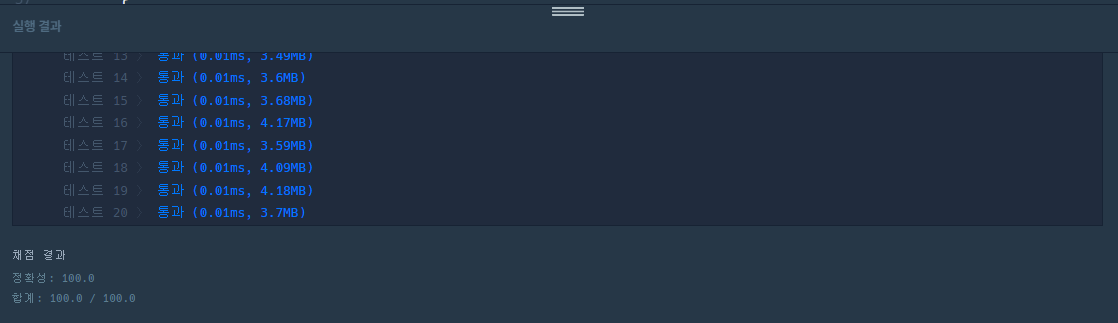 실행 결과
테스트 13 〉 통과 (0.01ms, 3.49MB)
테스트 14 〉 통과 (0.01ms, 3.6MB)
테스트 15 〉 통과 (0.01ms, 3.68MB)
테스트 16 〉 통과 (0.01ms, 4.17MB)
테스트 17 〉 통과 (0.01ms, 3.59MB)
테스트 18 〉 통과 (0.01ms, 4.09MB)
테스트 19 〉 통과 (0.01ms, 4.18MB)
테스트 20 〉 통과 (0.01ms, 3.7MB)
채점 결과
정확성: 100.0
합계: 100.0 / 100.0